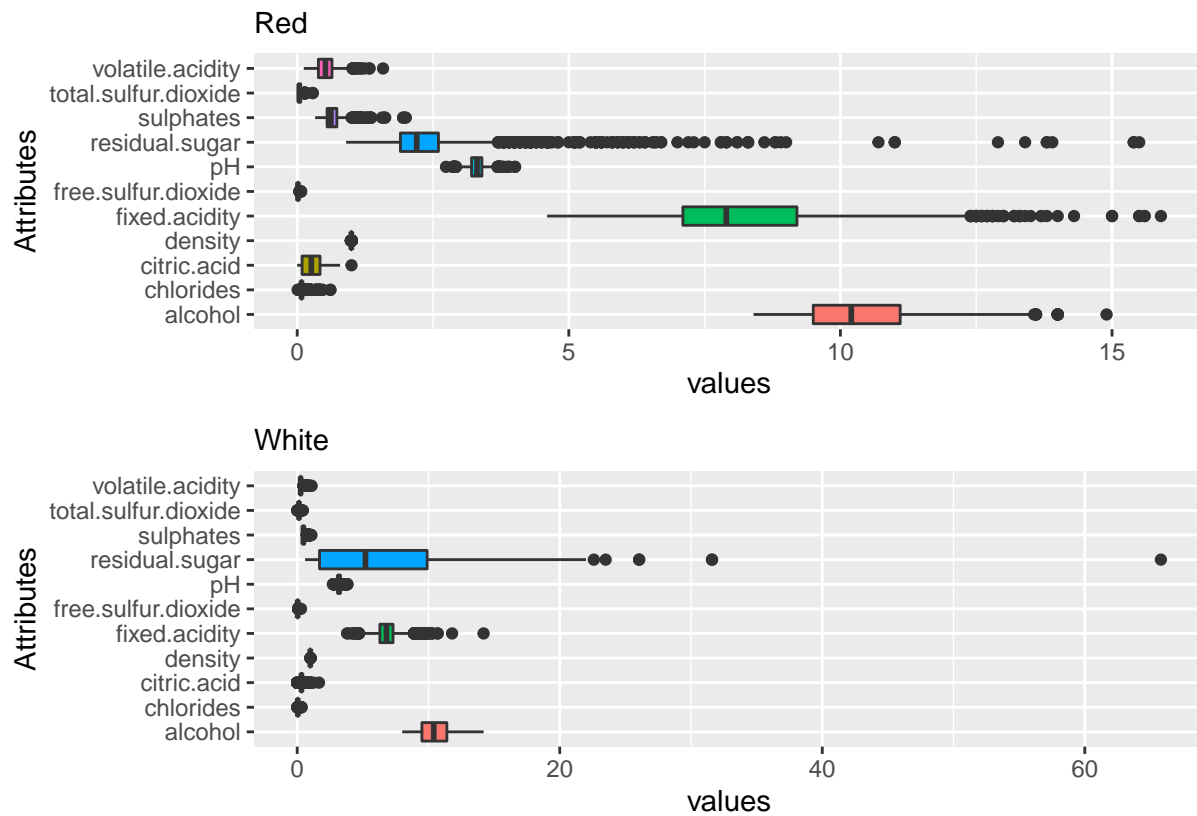 Red
Attributes
volatile.acidity
total.sulfur.dioxide
sulphates
residual.sugar
pH
free.sulfur.dioxide
fixed.acidity
density
citric.acid
chlorides
alcohol
0 5 10 15
values
White
Attributes
volatile.acidity
total.sulfur.dioxide
sulphates
residual.sugar
pH
free.sulfur.dioxide
fixed.acidity
density
citric.acid
chlorides
alcohol
0 20 40 60
values